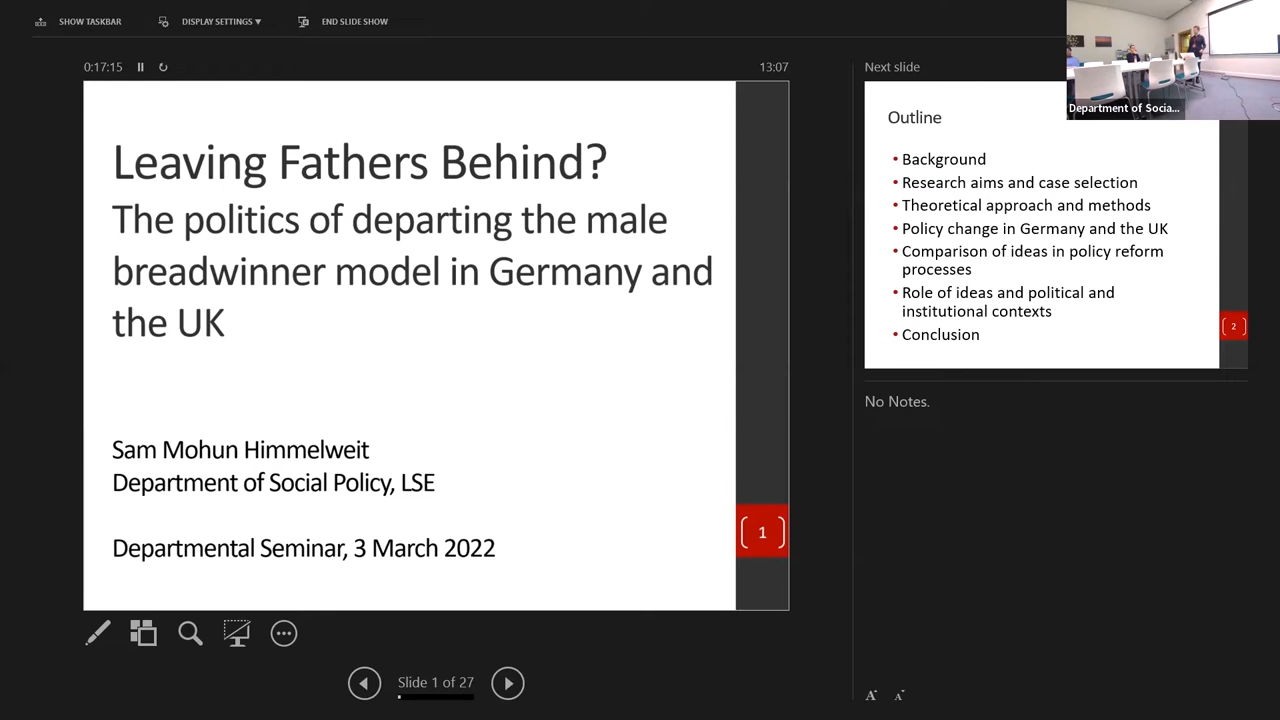 SHOW TASKBAR
DISPLAY SETTINGS ▼
END SLIDE SHOW
0:17:15
13:07
Leaving Fathers Behind?
The politics of departing the male
breadwinner model in Germany and
the UK
Sam Mohun Himmelweit
Department of Social Policy, LSE
Departmental Seminar, 3 March 2022
1
Slide 1 of 27
Next slide
Department of Socia...
Outline
• Background
• Research aims and case selection
• Theoretical approach and methods
• Policy change in Germany and the UK
• Comparison of ideas in policy reform
processes
• Role of ideas and political and
institutional contexts
• Conclusion
2
No Notes.
A A